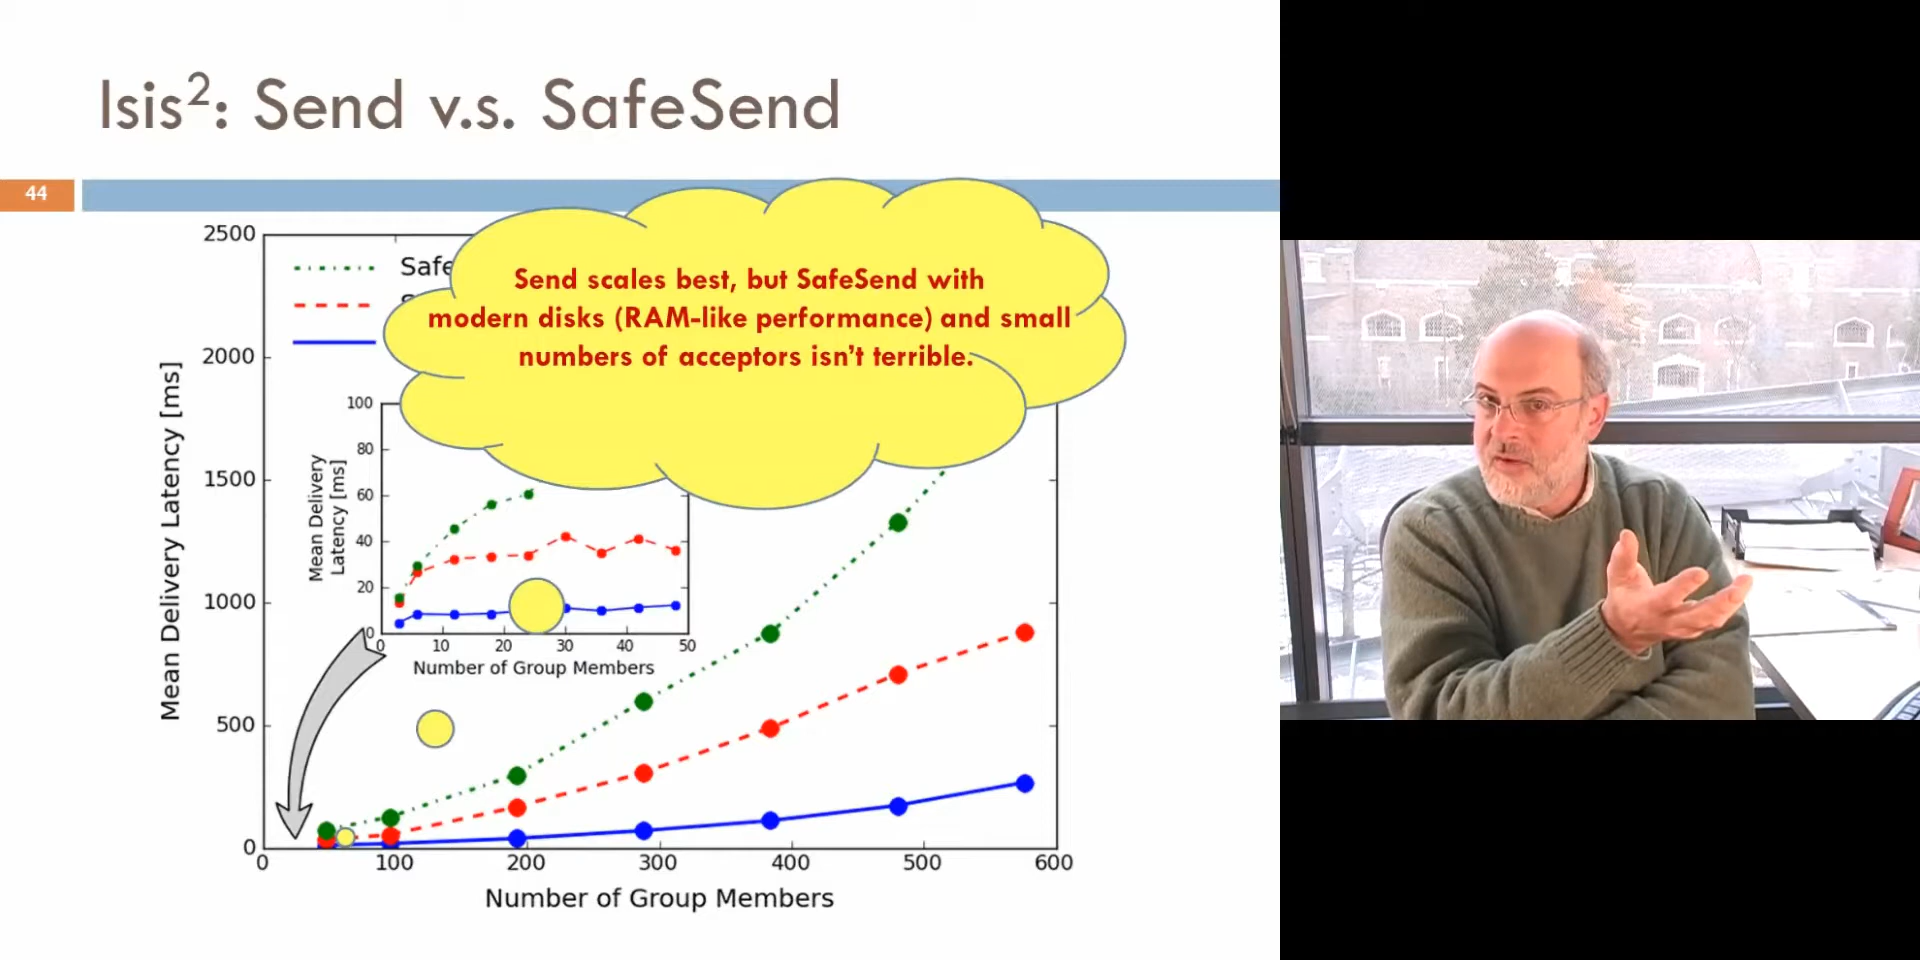 Isis²: Send v.s. SafeSend
44
Send scales best, but SafeSend with
modern disks (RAM-like performance) and small
numbers of acceptors isn't terrible.
2500
2000
1500
1000
500
0
Mean Delivery Latency [ms]
100
80
60
40
20
0
Mean Delivery
Latency [ms]
0 10 20 30 40 50
Number of Group Members
0 100 200 300 400 500 600
Number of Group Members